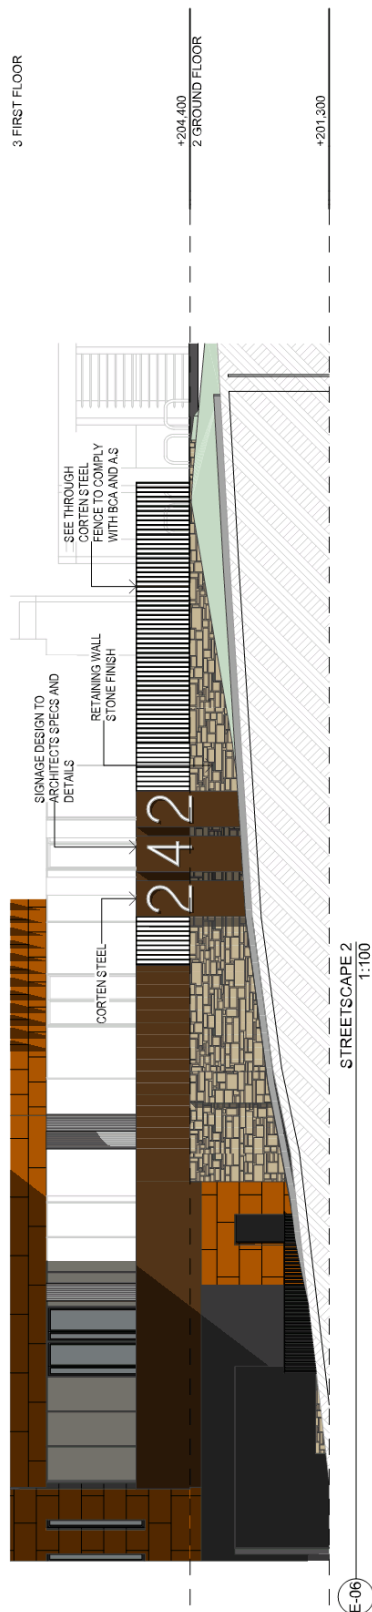 3 FIRST FLOOR
+204,400
2 GROUND FLOOR
+201,300
SEE THROUGH
CORTEN STEEL
FENCE TO COMPLY
WITH BCA AND A.S
RETAINING WALL
STONE FINISH
SIGNAGE DESIGN TO
ARCHITECTS SPECS AND
DETAILS
CORTEN STEEL
242
E-06
STREETSCAPE 2
1:100